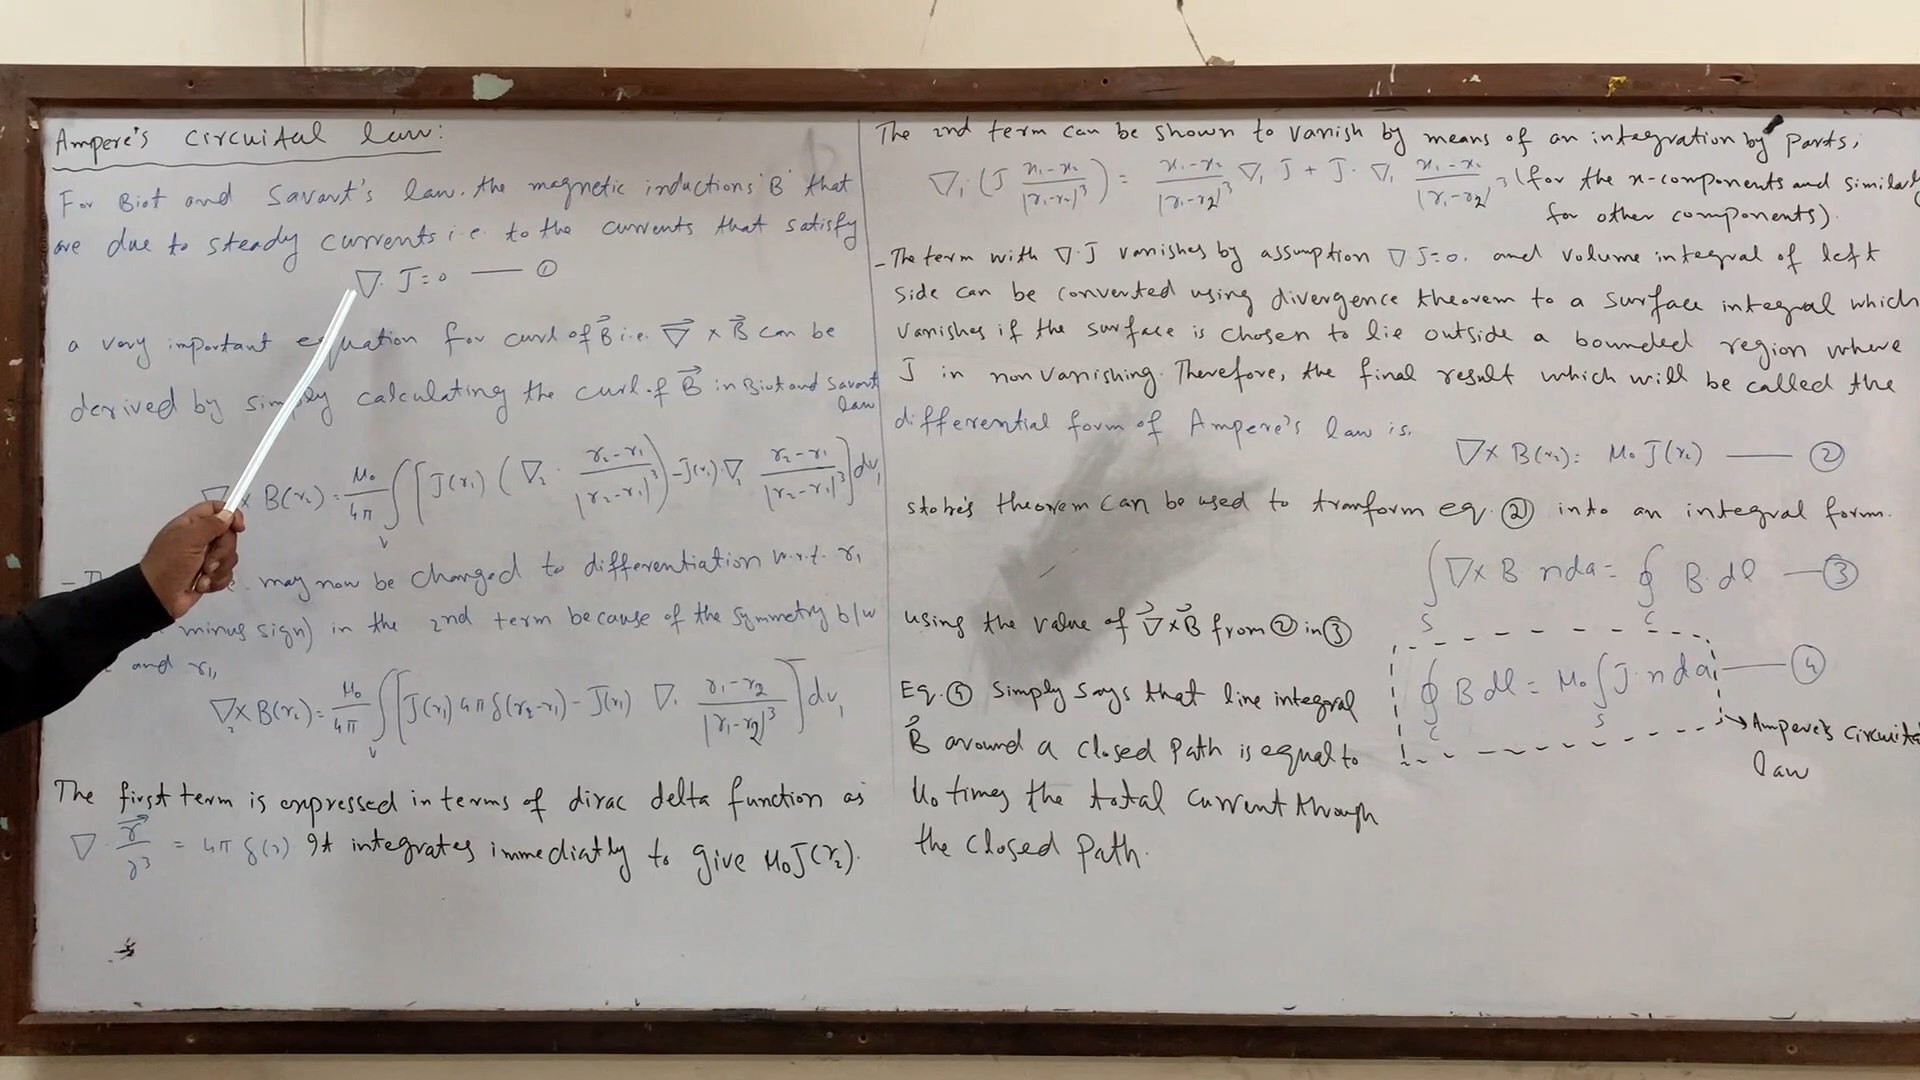 Ampere's circuital law:
For Biot and Savart's law. the magnetic inductions 'B' that
are due to steady currents i.e. to the currents that satisfy
∇. J = 0 — ①
a very important equation for curl of B⃗ i.e. ∇⃗ × B⃗ can be
derived by simply calculating the curl of B⃗ in Biot and Savart
law
× B(r₂) = μ₀/4π ∫ᵥ [J(r₁) (∇₂ · (r₂-r₁)/|r₂-r₁|³) - J(r₁) ∇₂ (r₂-r₁)/|r₂-r₁|³] dv₁
may now be changed to differentiation w.r.t. r₁
minus sign) in the 2nd term because of the symmetry b/w
and r₁,
∇₂ × B(r₂) = μ₀/4π ∫ᵥ [J(r₁) 4π δ(r₂-r₁) - J(r₁) ∇. (r₁-r₂)/|r₁-r₂|³] dv₁
The first term is expressed in terms of dirac delta function as
∇ · r⃗/r³ = 4π δ(r) It integrates immediatly to give μ₀J(r₂).
The 2nd term can be shown to vanish by means of an integration by parts;
∇₁ (J (x₁-x₂)/|r₁-r₂|³) = (x₁-x₂)/|r₁-r₂|³ ∇₁ J + J. ∇₁ (x₁-x₂)/|r₁-r₂|³ (for the x-components and similarly
for other components).
- The term with ∇.J vanishes by assumption ∇.J=0. and volume integral of left
side can be converted using divergence theorem to a surface integral which
vanishes if the surface is chosen to lie outside a bounded region where
J in non vanishing. Therefore, the final result which will be called the
differential form of Ampere's law is.
∇× B(r₂) = μ₀ J(r₂) — ②
stoke's theorem can be used to tranform eq. ② into an integral form.
∫_S ∇× B · n da = ∮_C B. dl — ③
using the value of ∇⃗×B⃗ from ② in ③
∮_C B dl = μ₀ ∫_S J. n da — ④
Eq. ④ simply says that line integral
B⃗ around a closed path is equal to
Ampere's circuita
law
μ₀ times the total current through
the closed path.